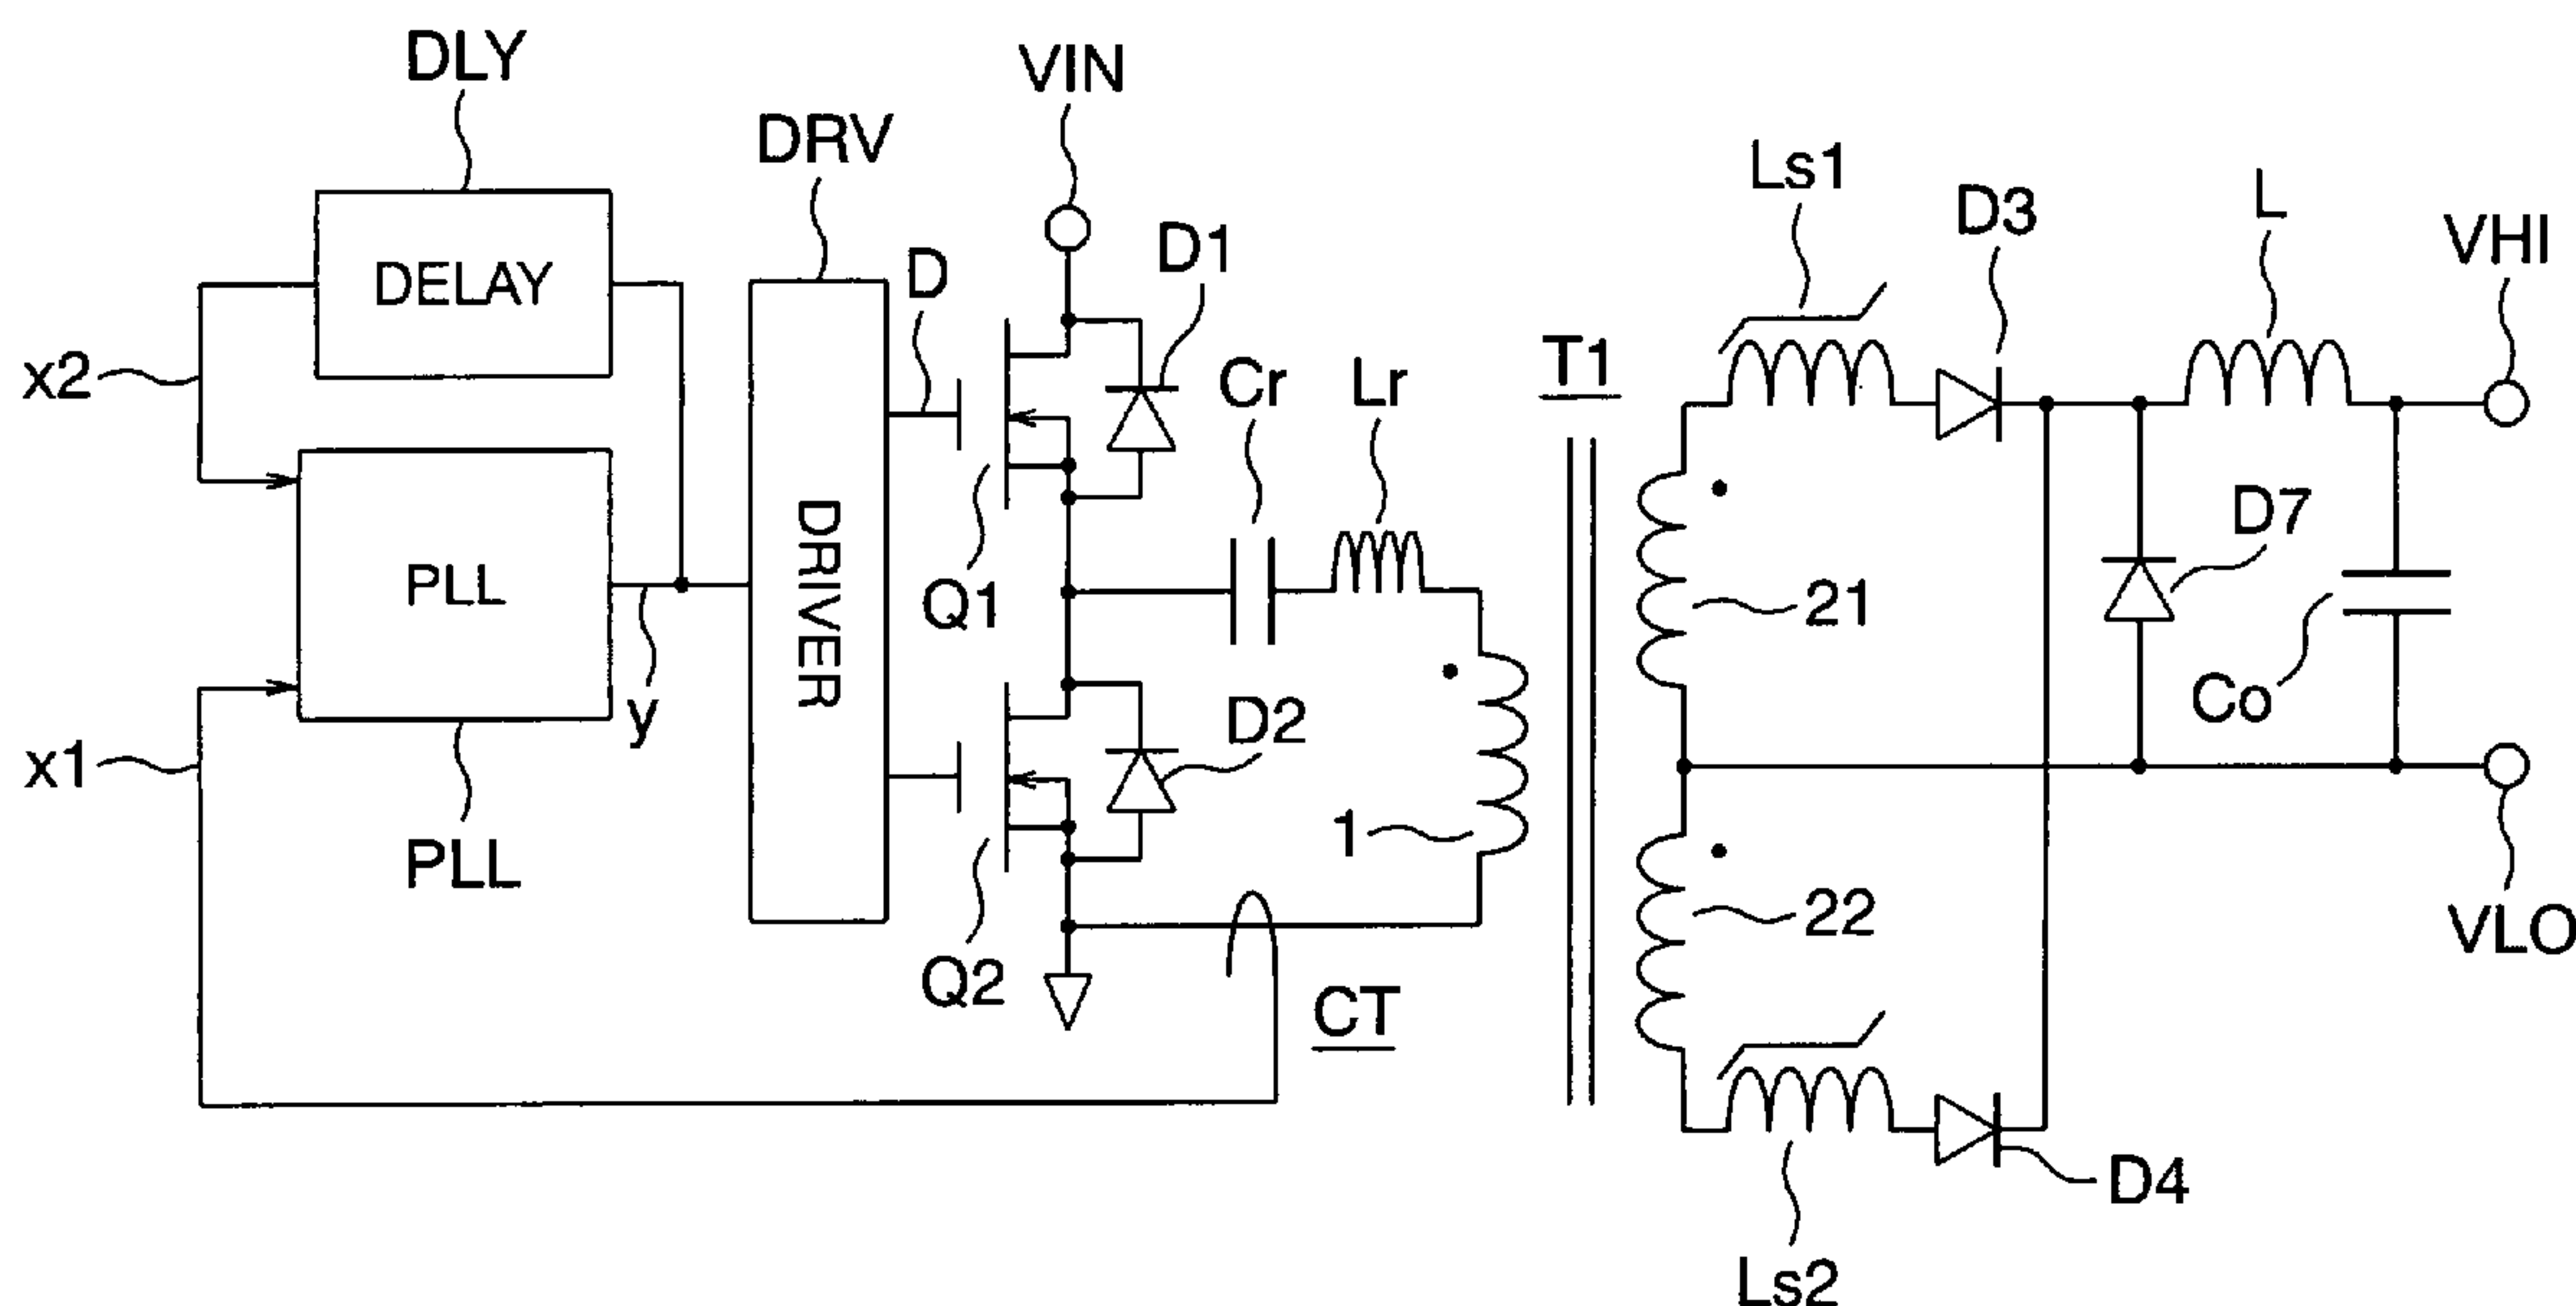 DLY
VIN
DRV
Ls1
D3
L
VHI
D1
D
DELAY
x2
Cr
Lr
T1
D7
PLL
DRIVER
Q1
21
y
D2
Co
x1
1
PLL
22
VLO
Q2
CT
D4
Ls2